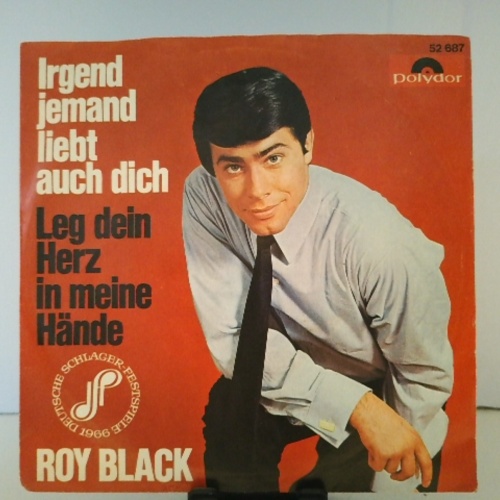 52 687
Polydor
Irgend
jemand
liebt
auch dich
Leg dein
Herz
in meine
Hände
DEUTSCHE SCHLAGER-FESTSPIELE 1966
ROY BLACK